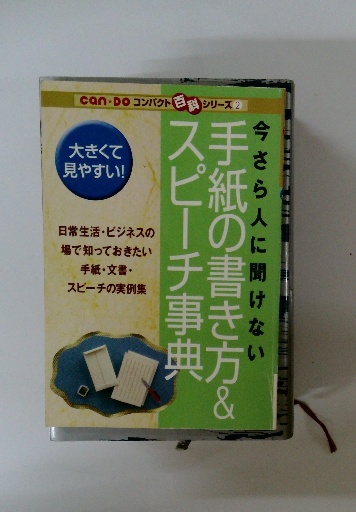 can★DO コンパクト百科シリーズ2
今さら人に聞けない
手紙の書き方&
スピーチ事典
大きくて
見やすい!
日常生活・ビジネスの
場で知っておきたい
手紙・文書・
スピーチの実例集